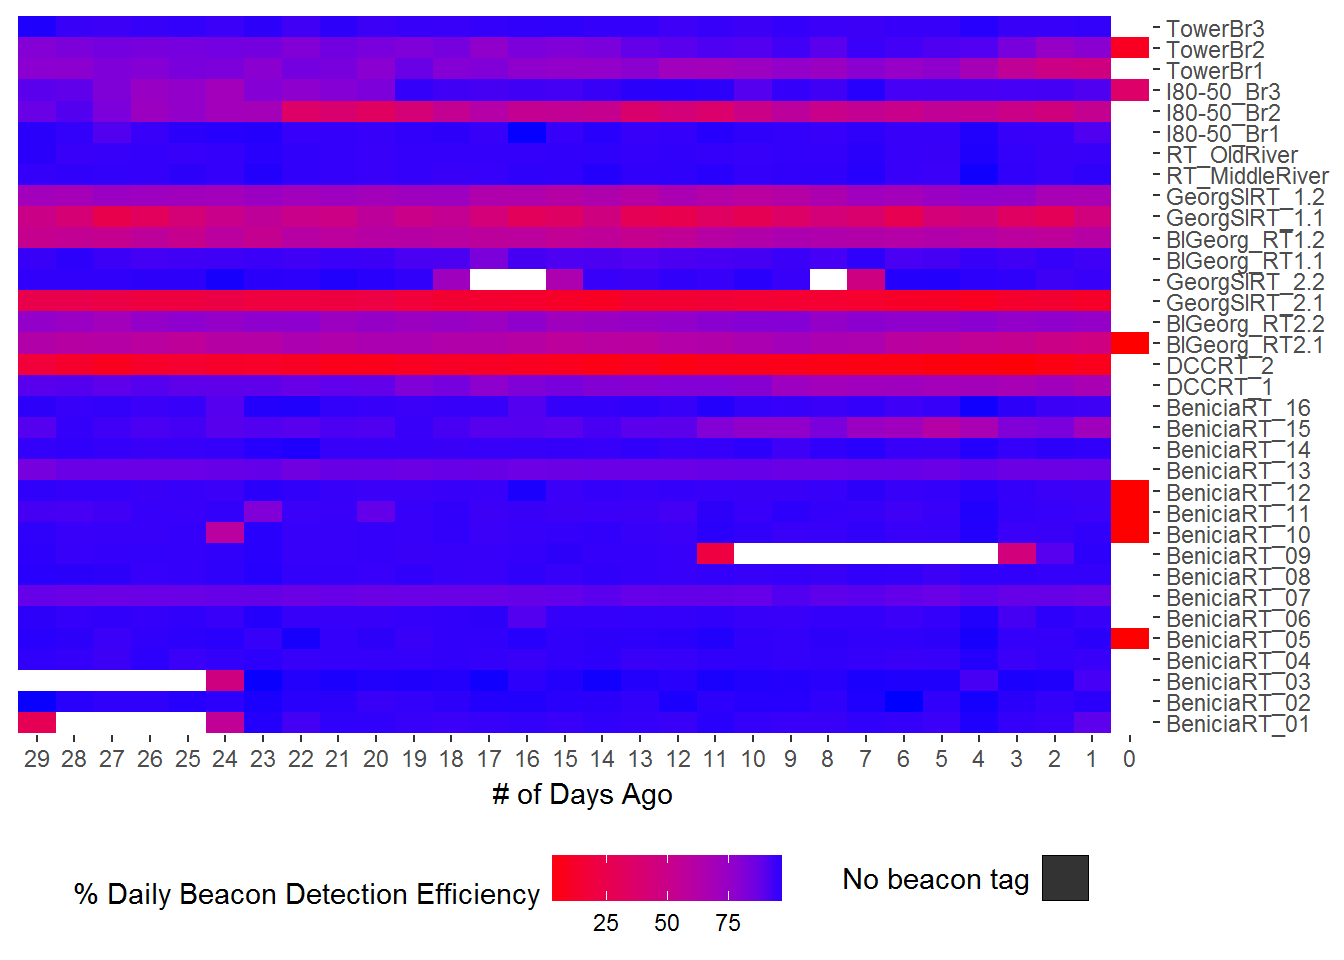 TowerBr3
TowerBr2
TowerBr1
I80-50_Br3
I80-50_Br2
I80-50_Br1
RT_OldRiver
RT_MiddleRiver
GeorgSlRT_1.2
GeorgSlRT_1.1
BlGeorg_RT1.2
BlGeorg_RT1.1
GeorgSlRT_2.2
GeorgSlRT_2.1
BlGeorg_RT2.2
BlGeorg_RT2.1
DCCRT_2
DCCRT_1
BeniciaRT_16
BeniciaRT_15
BeniciaRT_14
BeniciaRT_13
BeniciaRT_12
BeniciaRT_11
BeniciaRT_10
BeniciaRT_09
BeniciaRT_08
BeniciaRT_07
BeniciaRT_06
BeniciaRT_05
BeniciaRT_04
BeniciaRT_03
BeniciaRT_02
BeniciaRT_01
29 28 27 26 25 24 23 22 21 20 19 18 17 16 15 14 13 12 11 10 9 8 7 6 5 4 3 2 1 0
# of Days Ago
% Daily Beacon Detection Efficiency
25 50 75
No beacon tag